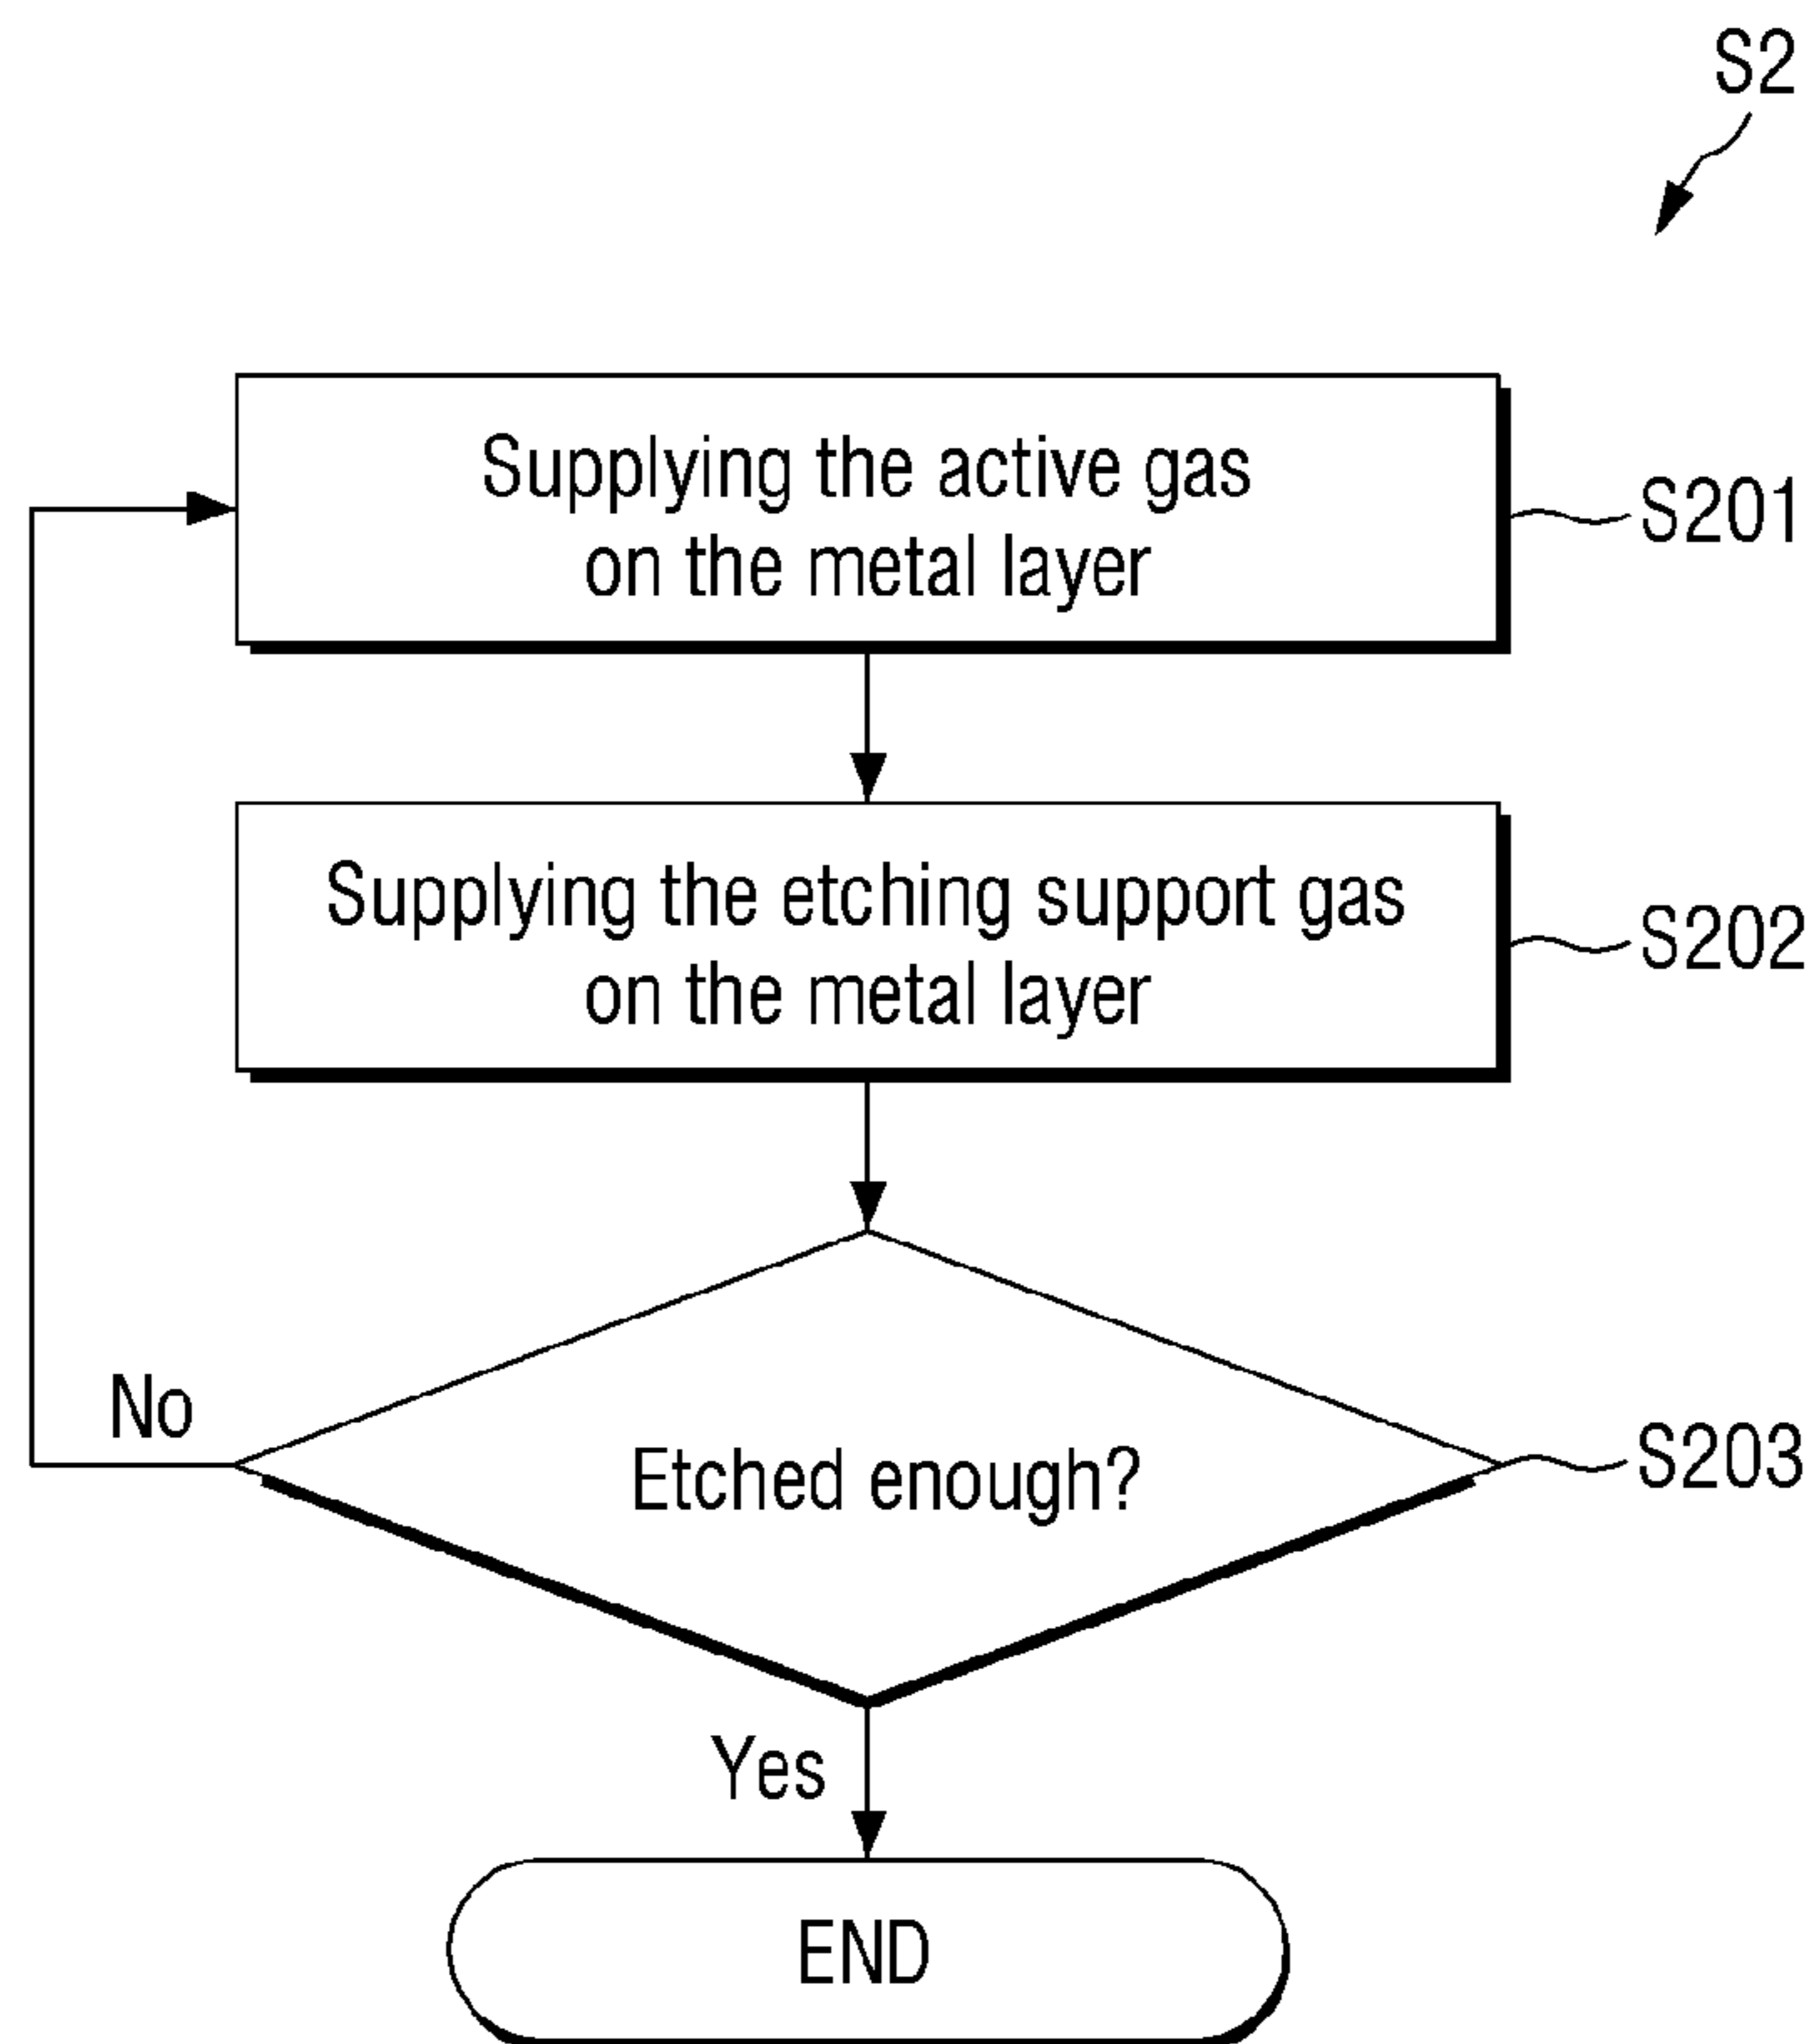 S2
Supplying the active gas
on the metal layer
S201
Supplying the etching support gas
on the metal layer
S202
No
Etched enough?
S203
Yes
END